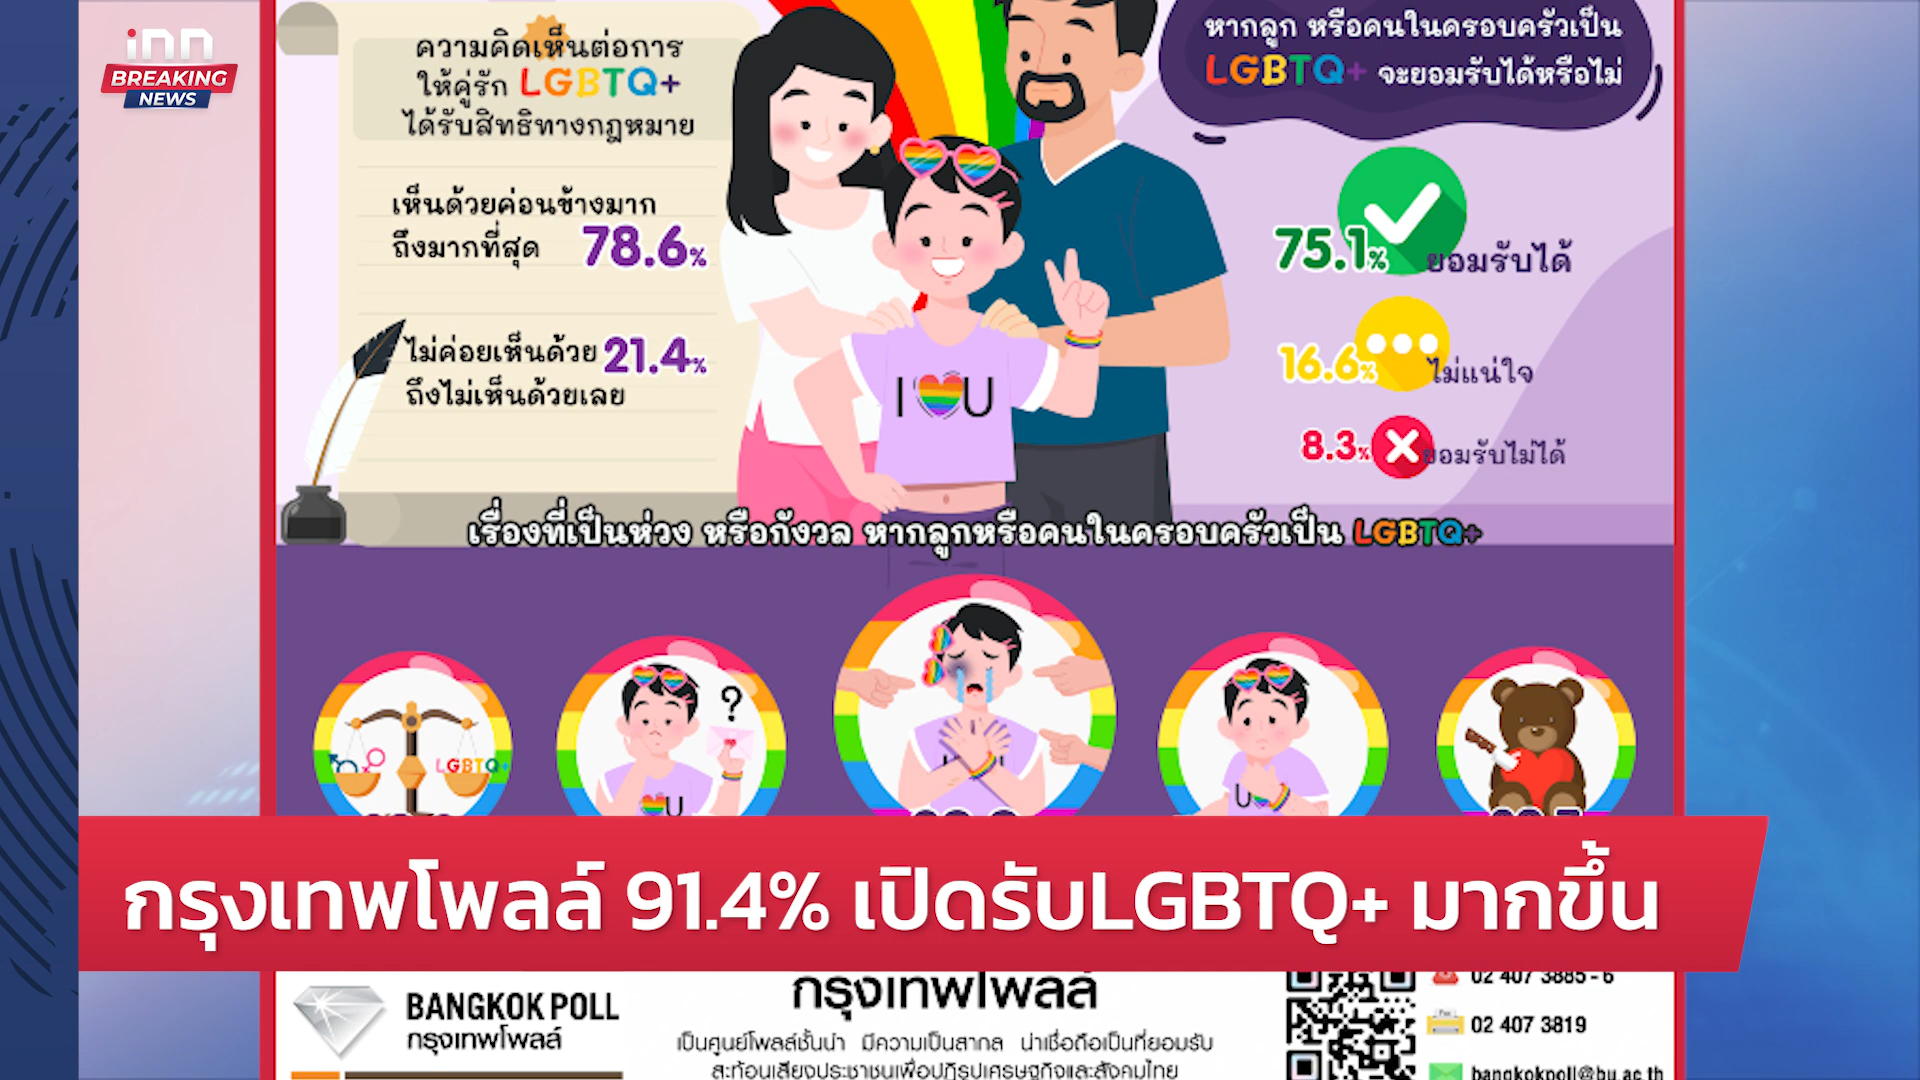 inn
BREAKING
NEWS
ความคิดเห็นต่อการ
ให้คู่รัก LGBTQ+
ได้รับสิทธิทางกฎหมาย
เห็นด้วยค่อนข้างมาก
ถึงมากที่สุด 78.6%
ไม่ค่อยเห็นด้วย 21.4%
ถึงไม่เห็นด้วยเลย
I U
หากลูก หรือคนในครอบครัวเป็น
LGBTQ+ จะยอมรับได้หรือไม่
75.1% ยอมรับได้
16.6% ไม่แน่ใจ
8.3% ยอมรับไม่ได้
เรื่องที่เป็นห่วง หรือกังวล หากลูกหรือคนในครอบครัวเป็น LGBTQ+
LGBTQ+
?
U
U
กรุงเทพโพลล์ 91.4% เปิดรับLGBTQ+ มากขึ้น
BANGKOK POLL
กรุงเทพโพลล์
กรุงเทพโพลล์
เป็นศูนย์โพลล์ชั้นนำ มีความเป็นสากล น่าเชื่อถือเป็นที่ยอมรับ
สะท้อนเสียงประชาชนเพื่อปฏิรูปเศรษฐกิจและสังคมไทย
02 407 3885-6
02 407 3819
bangkokpoll@bu.ac.th